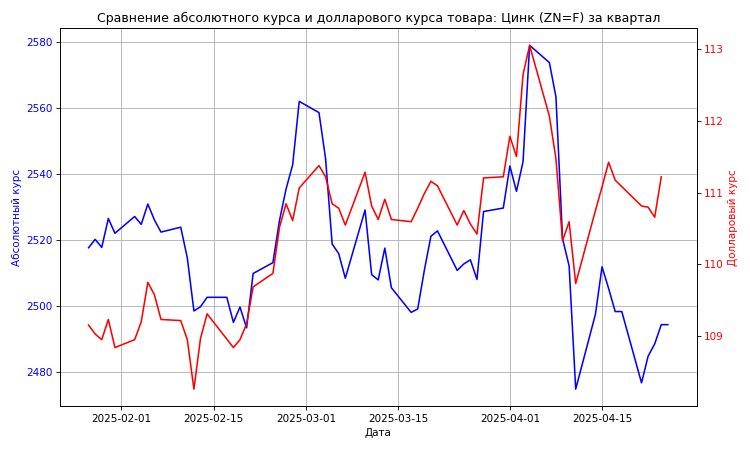 Сравнение абсолютного курса и долларового курса товара: Цинк (ZN=F) за квартал
Абсолютный курс
2580
2560
2540
2520
2500
2480
113
112
111
110
109
Долларовый курс
2025-02-01 2025-02-15 2025-03-01 2025-03-15 2025-04-01 2025-04-15
Дата